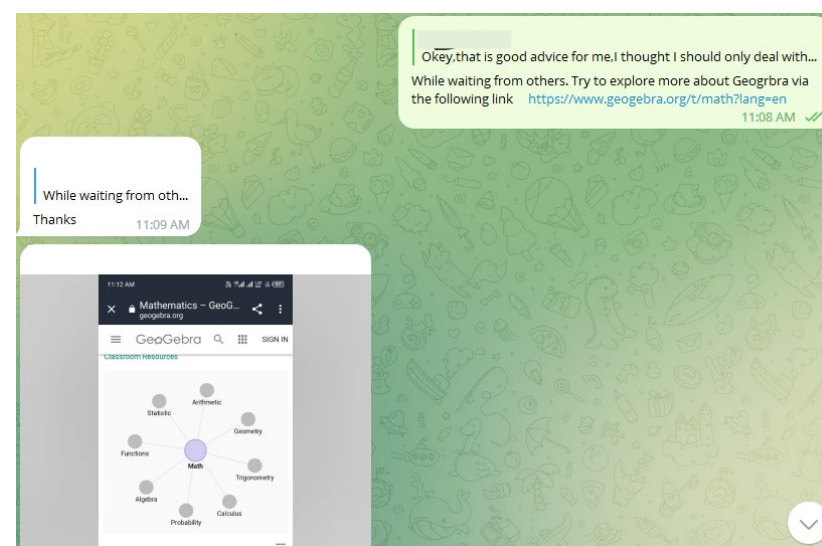 Okey,that is good advice for me,I thought I should only deal with...
While waiting from others. Try to explore more about Geogrbra via
the following link https://www.geogebra.org/t/math?lang=en
11:08 AM
While waiting from oth...
Thanks
11:09 AM
11:12 AM
Mathematics – GeoG...
geogebra.org
GeoGebra
SIGN IN
Classroom Resources
Arithmetic
Statistic
Geometry
Functions
Math
Trigonometry
Algebra
Calculus
Probability